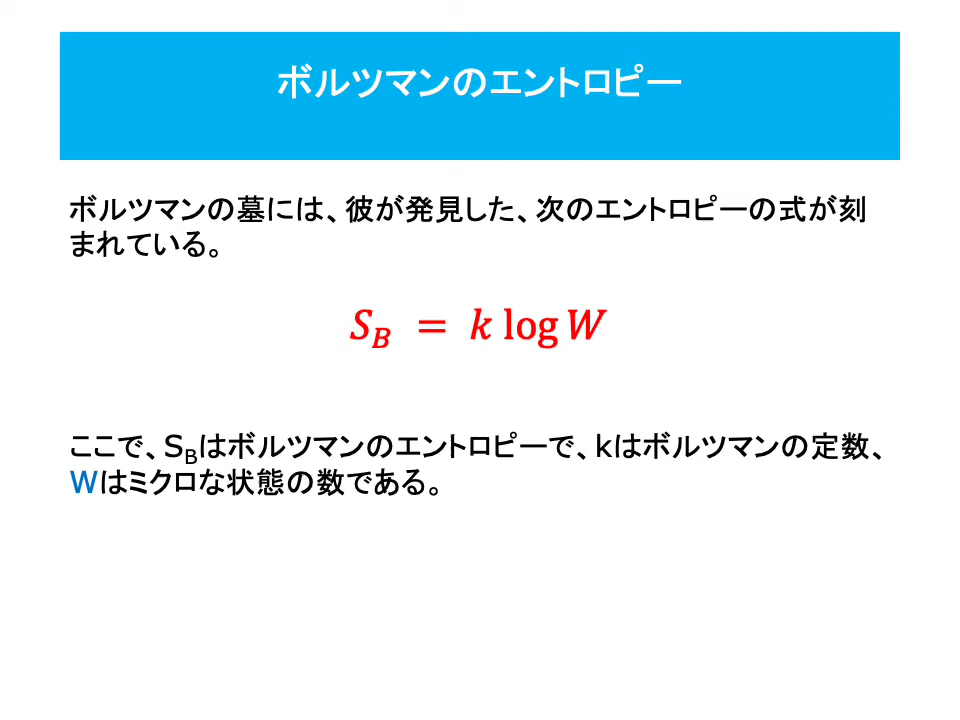 ボルツマンのエントロピー
ボルツマンの墓には、彼が発見した、次のエントロピーの式が刻
まれている。
S_B = k log W
ここで、S_Bはボルツマンのエントロピーで、kはボルツマンの定数、
Wはミクロな状態の数である。